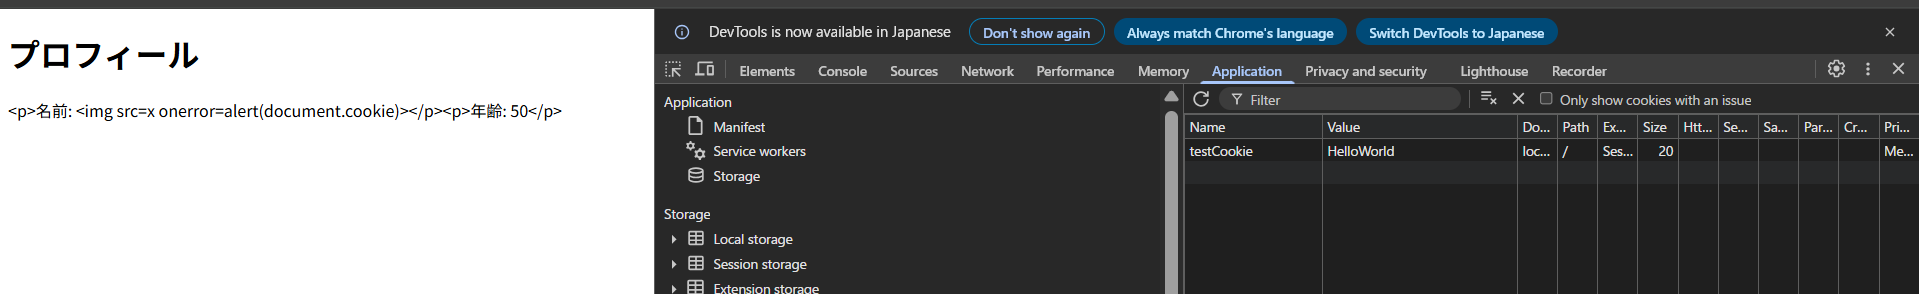 プロフィール
<p>名前: <img src=x onerror=alert(document.cookie)></p><p>年齢: 50</p>
DevTools is now available in Japanese
Don't show again
Always match Chrome's language
Switch DevTools to Japanese
Elements Console Sources Network Performance Memory Application Privacy and security Lighthouse Recorder
Application
Manifest
Service workers
Storage
Storage
Local storage
Session storage
Extension storage
Filter
Only show cookies with an issue
Name Value Do... Path Ex... Size Htt... Se... Sa... Par... Cr... Pri...
testCookie HelloWorld loc... / Ses... 20 Me...